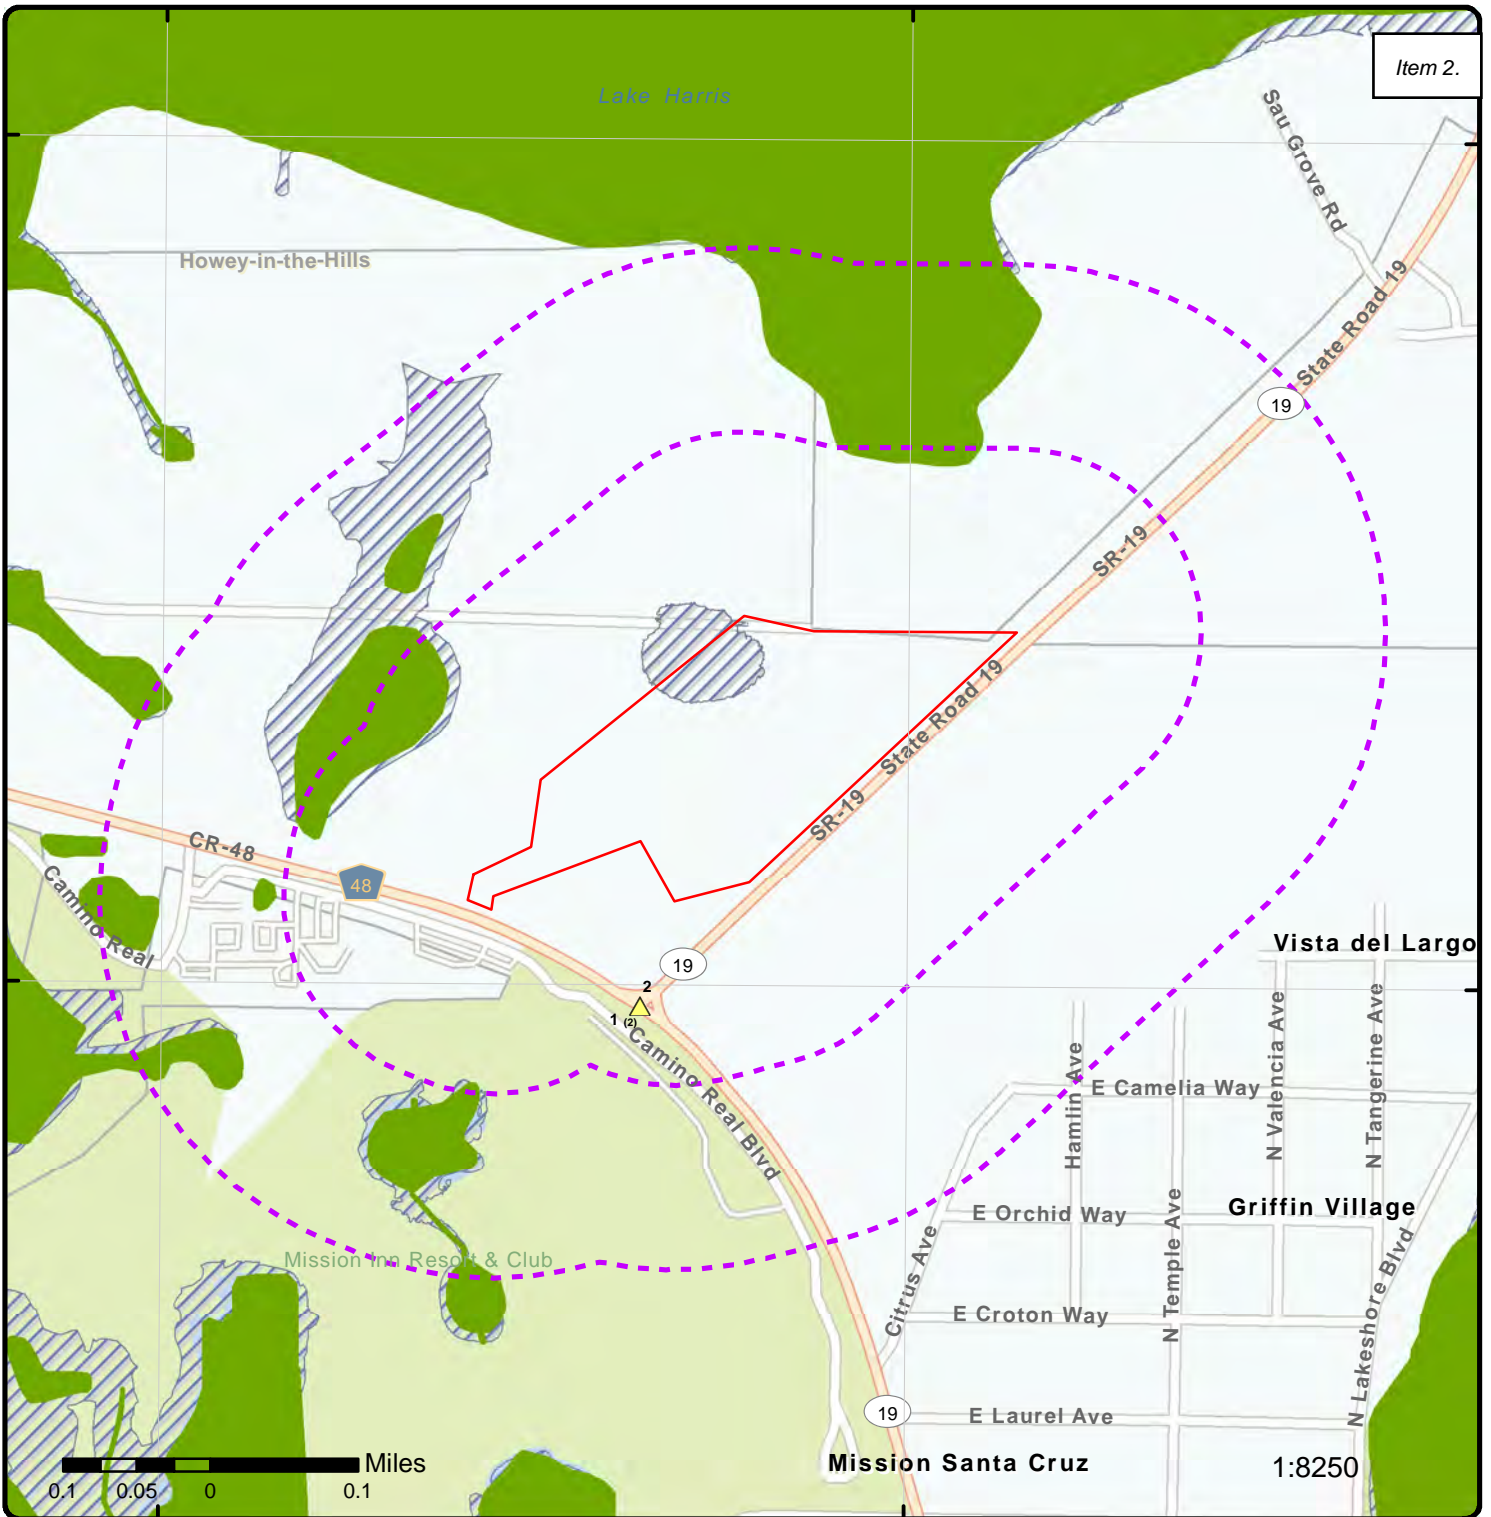 Item 2.
Lake Harris
Sau Grove Rd
Howey-in-the-Hills
State Road 19
19
SR-19
State Road 19
SR-19
CR-48
48
Camino Real
19
2
1 (2)
Camino Real Blvd
Vista del Largo
Hamlin Ave
E Camelia Way
N Valencia Ave
N Tangerine Ave
E Orchid Way
Griffin Village
N Temple Ave
Mission Inn Resort & Club
Citrus Ave
E Croton Way
N Lakeshore Blvd
19
E Laurel Ave
Mission Santa Cruz
1:8250
Miles
0.1 0.05 0 0.1